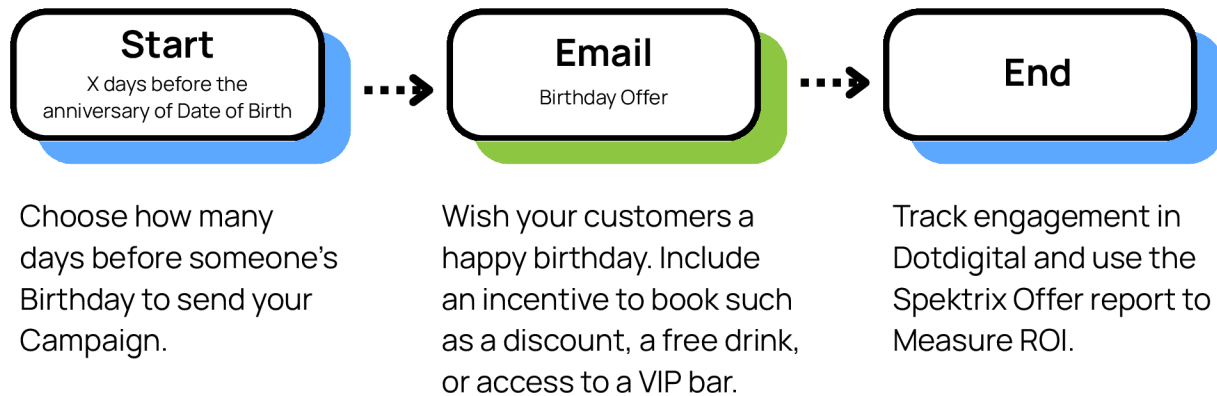 Start
X days before the
anniversary of Date of Birth
Email
Birthday Offer
End
Choose how many
days before someone’s
Birthday to send your
Campaign.
Wish your customers a
happy birthday. Include
an incentive to book such
as a discount, a free drink,
or access to a VIP bar.
Track engagement in
Dotdigital and use the
Spektrix Offer report to
Measure ROI.